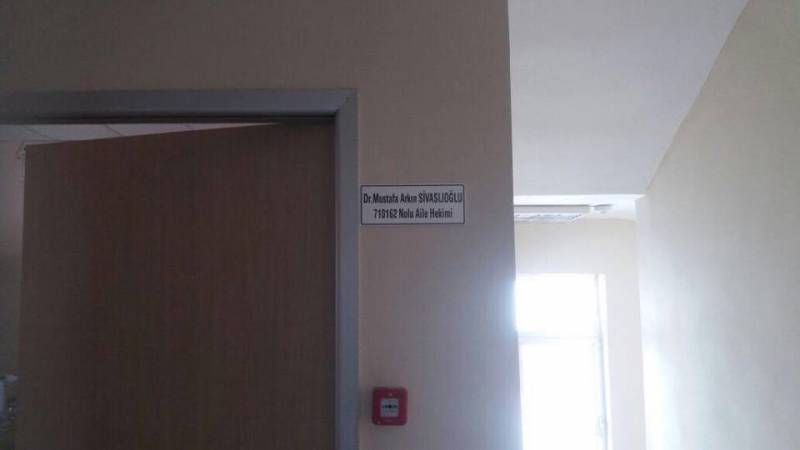 Dr.Mustafa Arkın SİVASLIOĞLU
710162 Nolu Aile Hekimi